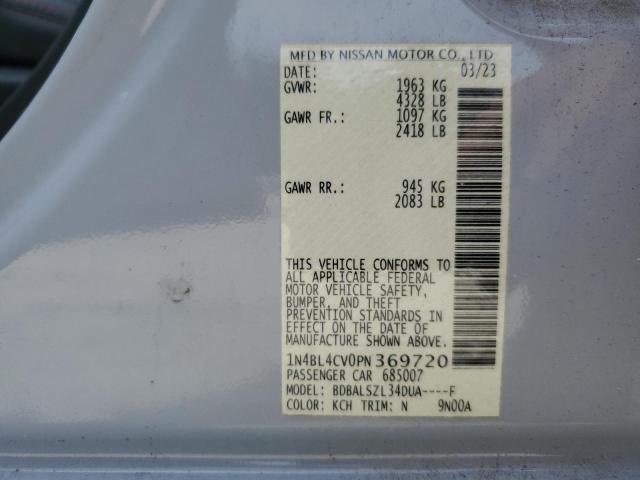 MFD BY NISSAN MOTOR CO., LTD
DATE: 03/23
GVWR: 1963 KG
4328 LB
GAWR FR.: 1097 KG
2418 LB
GAWR RR.: 945 KG
2083 LB
THIS VEHICLE CONFORMS TO
ALL APPLICABLE FEDERAL
MOTOR VEHICLE SAFETY,
BUMPER, AND THEFT
PREVENTION STANDARDS IN
EFFECT ON THE DATE OF
MANUFACTURE SHOWN ABOVE.
1N4BL4CV0PN369720
PASSENGER CAR 685007
MODEL: BDBALSZL34DUA----F
COLOR: KCH TRIM: N 9N00A